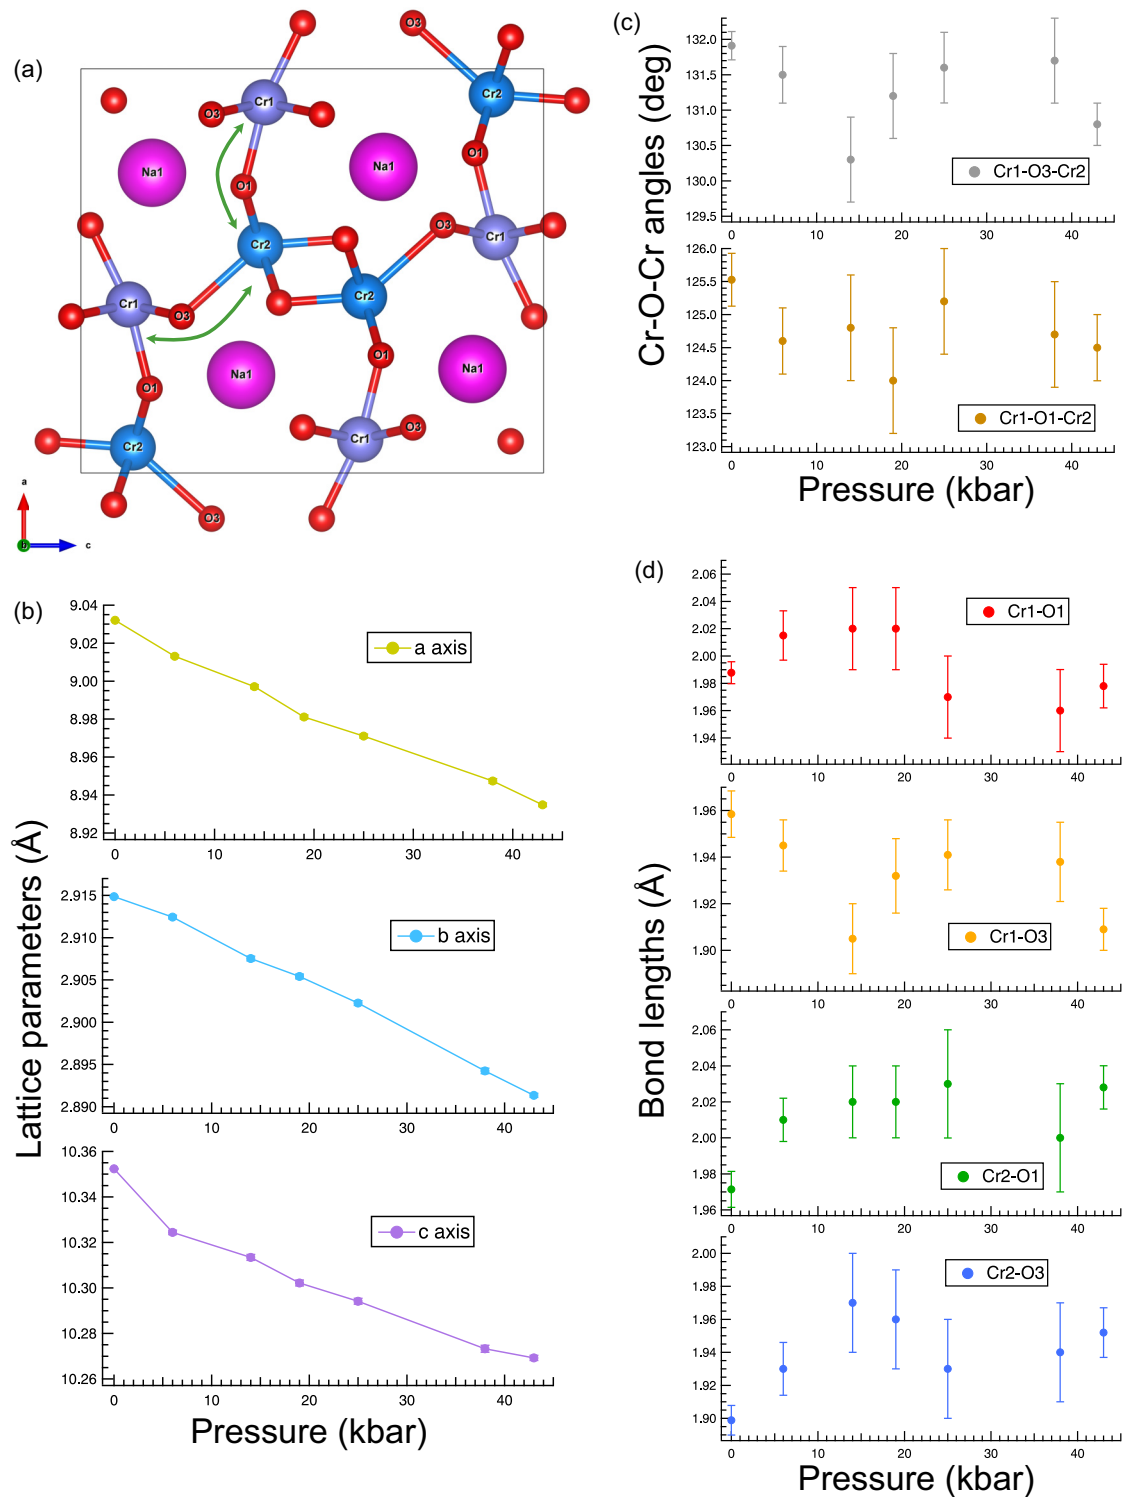 (a)
O3
O3
Cr1
Cr2
O1
O1
Na1
Na1
Cr2
O3
Cr1
Cr1
O3
Cr2
Na1
O1
Na1
O1
Cr2
Cr1
O3
O3
a
b
c
(b)
Lattice parameters (Å)
9.04
9.02
9.00
8.98
8.96
8.94
8.92
a axis
0
10
20
30
40
2.915
2.910
2.905
2.900
2.895
2.890
b axis
0
10
20
30
40
10.36
10.34
10.32
10.30
10.28
10.26
c axis
0
10
20
30
40
Pressure (kbar)
(c)
Cr-O-Cr angles (deg)
132.0
131.5
131.0
130.5
130.0
129.5
Cr1-O3-Cr2
0
10
20
30
40
126.0
125.5
125.0
124.5
124.0
123.5
123.0
Cr1-O1-Cr2
0
10
20
30
40
Pressure (kbar)
(d)
Bond lengths (Å)
2.06
2.04
2.02
2.00
1.98
1.96
1.94
Cr1-O1
0
10
20
30
40
1.96
1.94
1.92
1.90
Cr1-O3
0
10
20
30
40
2.06
2.04
2.02
2.00
1.98
1.96
Cr2-O1
0
10
20
30
40
2.00
1.98
1.96
1.94
1.92
1.90
Cr2-O3
0
10
20
30
40
Pressure (kbar)